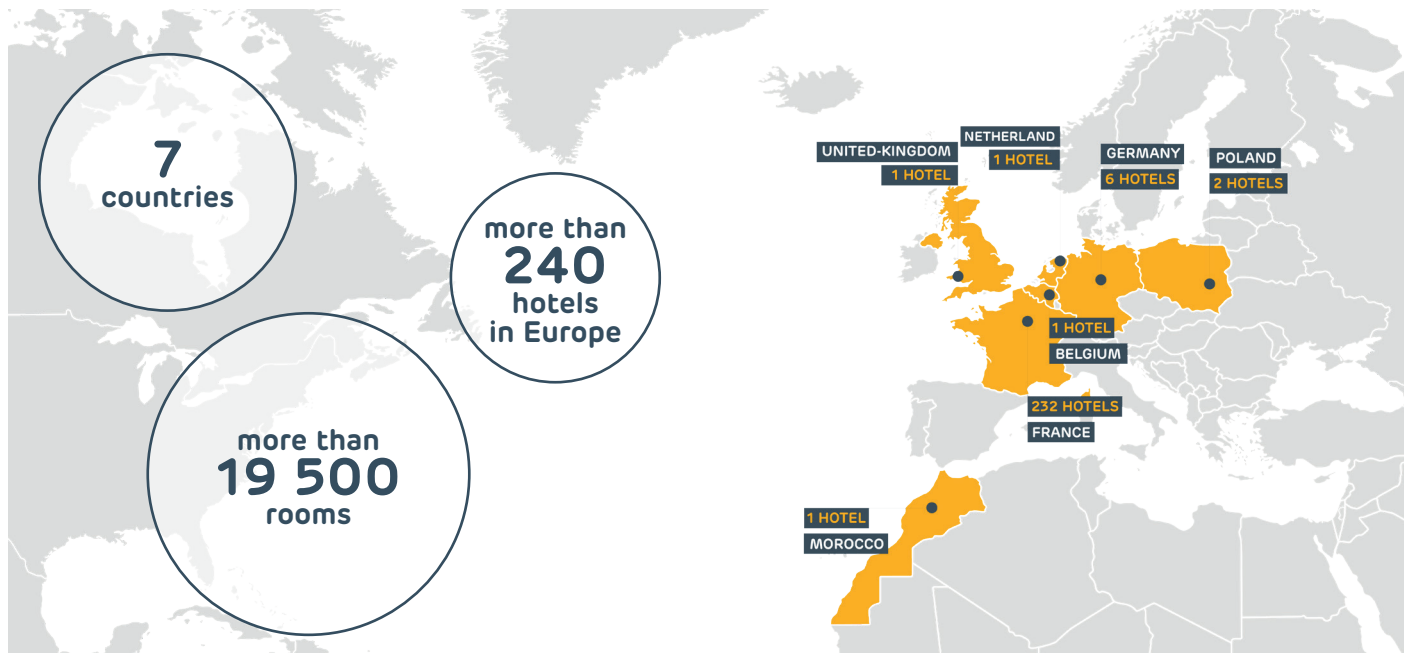 7
countries
more than
240
hotels
in Europe
more than
19 500
rooms
UNITED-KINGDOM
1 HOTEL
NETHERLAND
1 HOTEL
GERMANY
6 HOTELS
POLAND
2 HOTELS
1 HOTEL
BELGIUM
232 HOTELS
FRANCE
1 HOTEL
MOROCCO